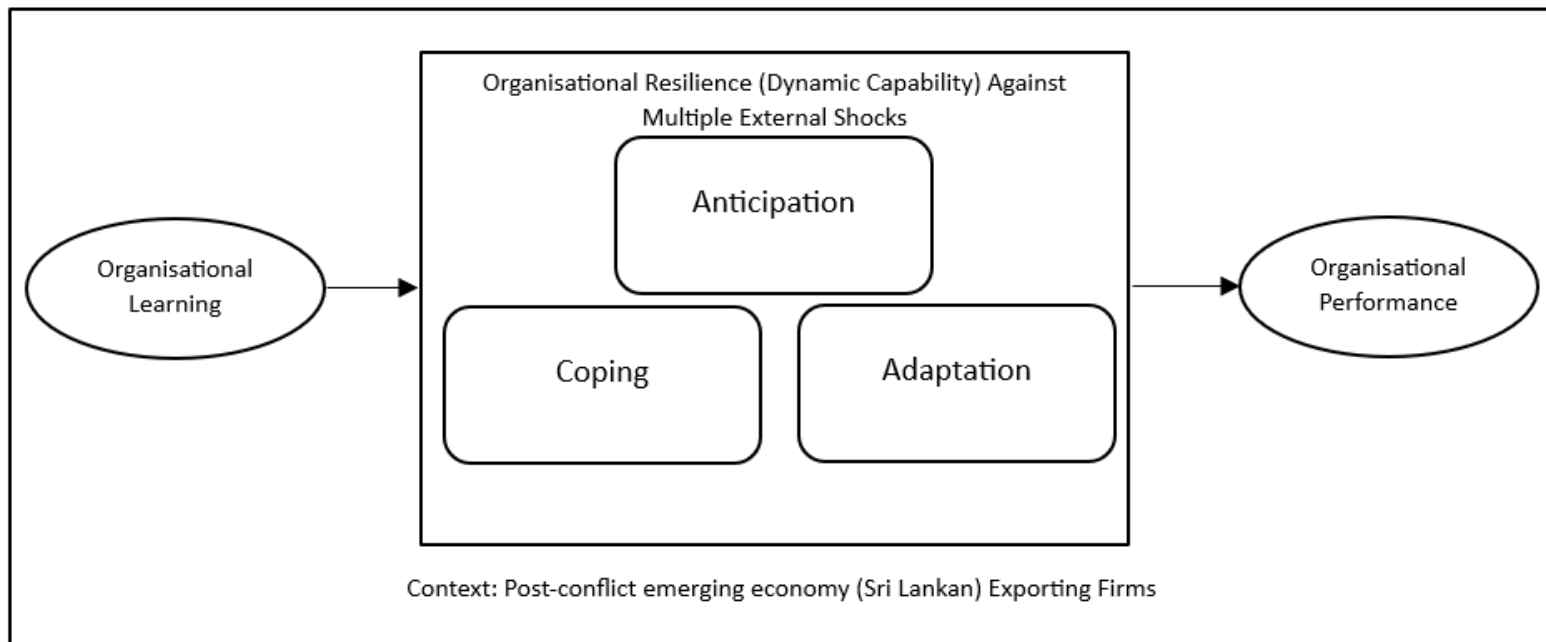 Organisational Resilience (Dynamic Capability) Against
Multiple External Shocks
Anticipation
Organisational
Learning
Coping
Adaptation
Organisational
Performance
Context: Post-conflict emerging economy (Sri Lankan) Exporting Firms